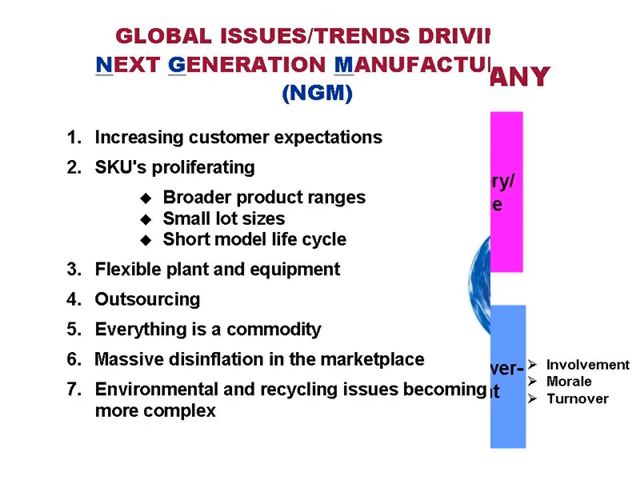 GLOBAL ISSUES/TRENDS DRIVI
NEXT GENERATION MANUFACTU
(NGM)
1. Increasing customer expectations
2. SKU's proliferating
◆ Broader product ranges
◆ Small lot sizes
◆ Short model life cycle
3. Flexible plant and equipment
4. Outsourcing
5. Everything is a commodity
6. Massive disinflation in the marketplace
7. Environmental and recycling issues becoming
more complex
ANY
ry/
e
wer-
t
➢ Involvement
➢ Morale
➢ Turnover